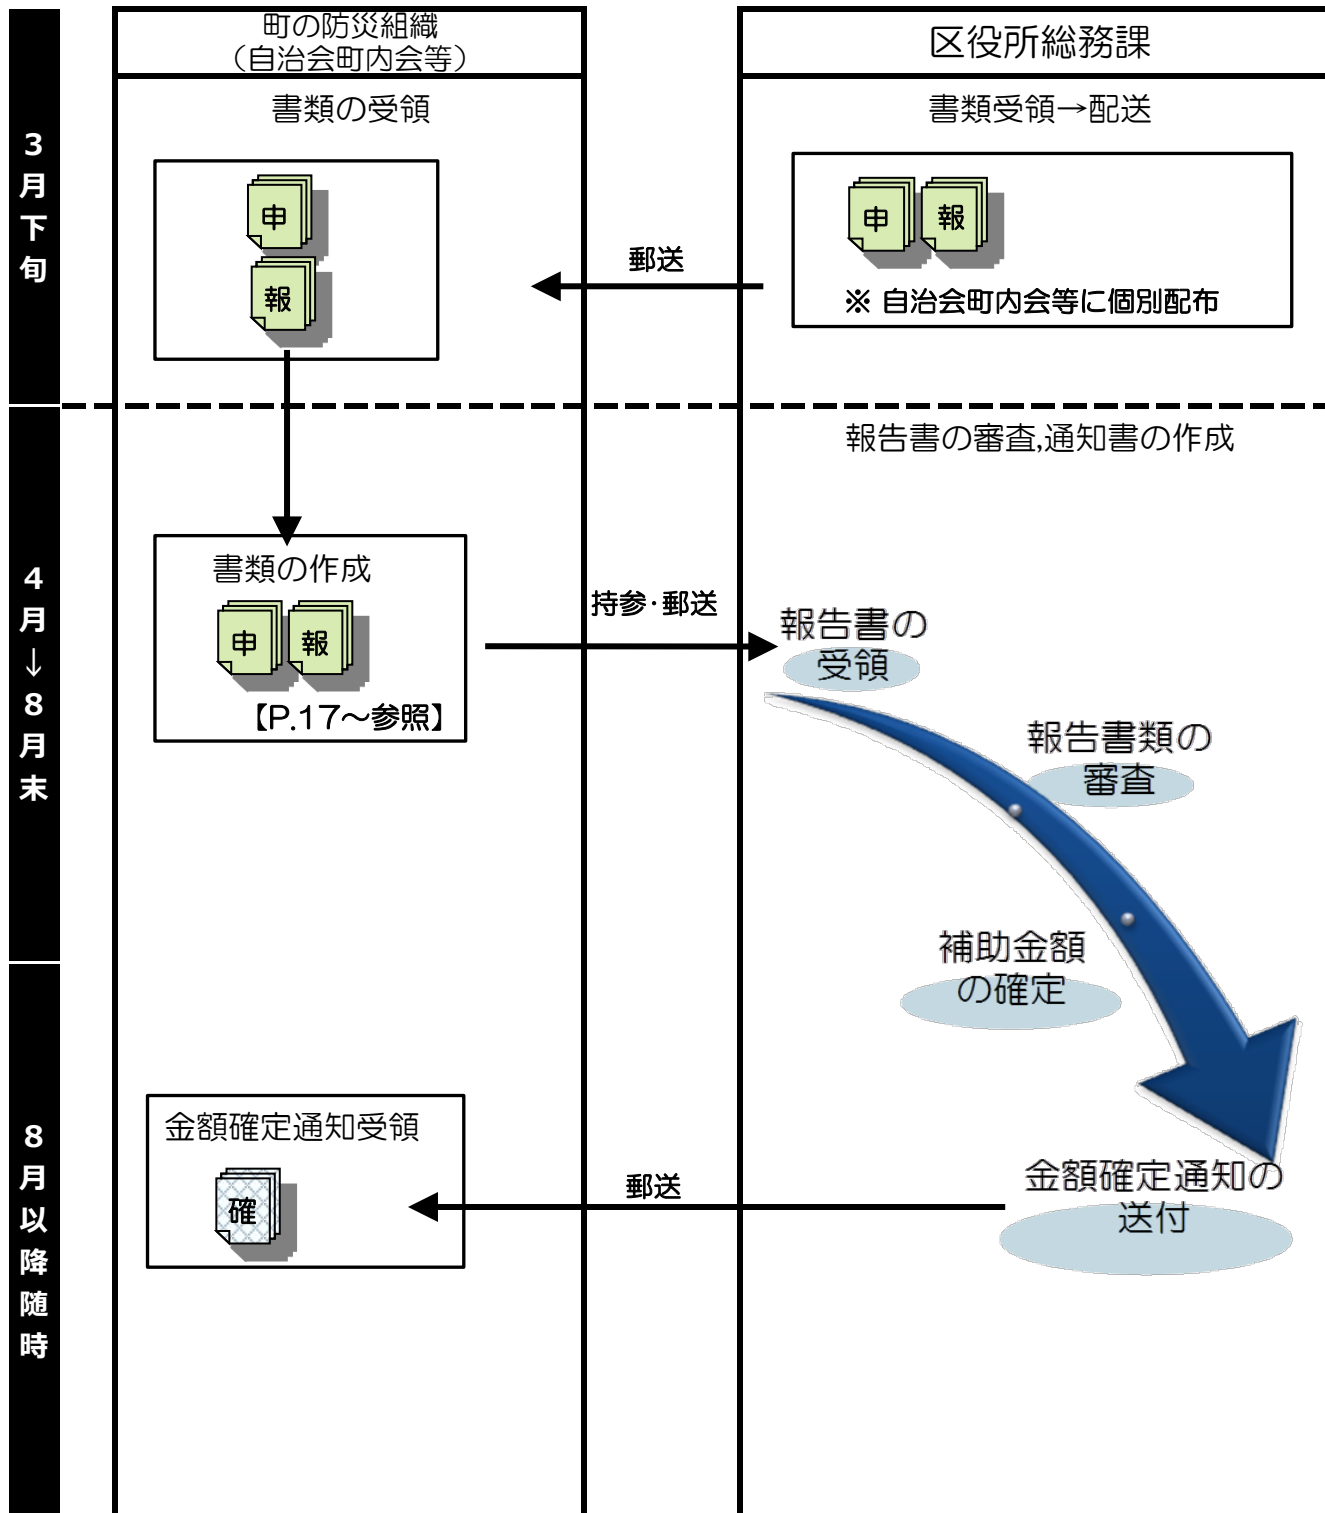 町の防災組織
（自治会町内会等）
区役所総務課
3月下旬
書類の受領
申
報
郵送
書類受領→配送
申 報
※ 自治会町内会等に個別配布
4月↓8月末
報告書の審査,通知書の作成
書類の作成
申 報
【P.17～参照】
持参・郵送
報告書の
受領
報告書類の
審査
補助金額
の確定
8月以降随時
金額確定通知受領
確
郵送
金額確定通知の
送付